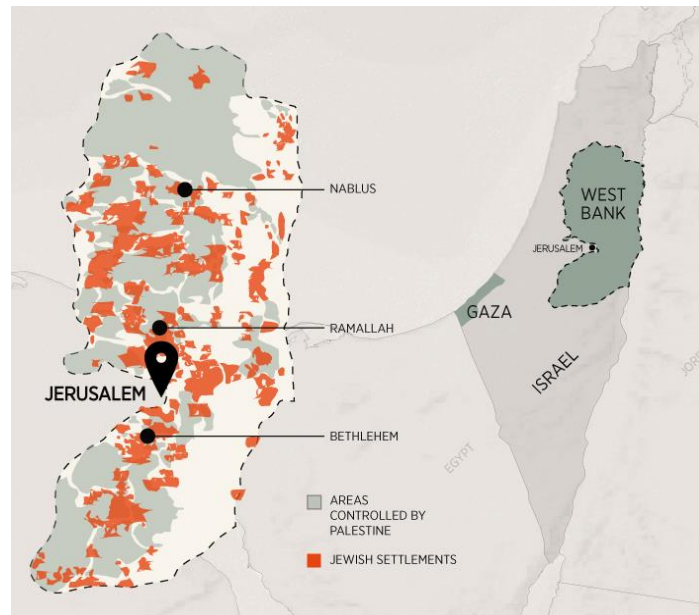 NABLUS
RAMALLAH
JERUSALEM
BETHLEHEM
AREAS
CONTROLLED BY
PALESTINE
JEWISH SETTLEMENTS
WEST
BANK
JERUSALEM
GAZA
ISRAEL
EGYPT